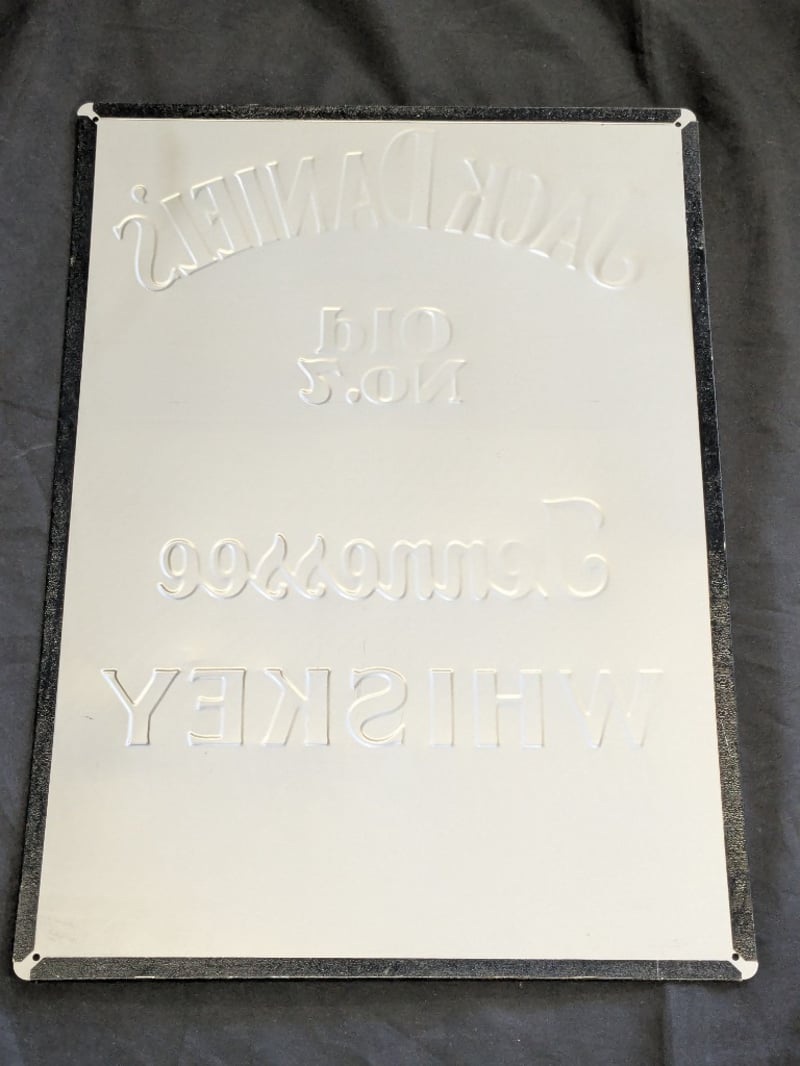 JACK DANIEL'S
Old
No.7
Tennessee
WHISKEY